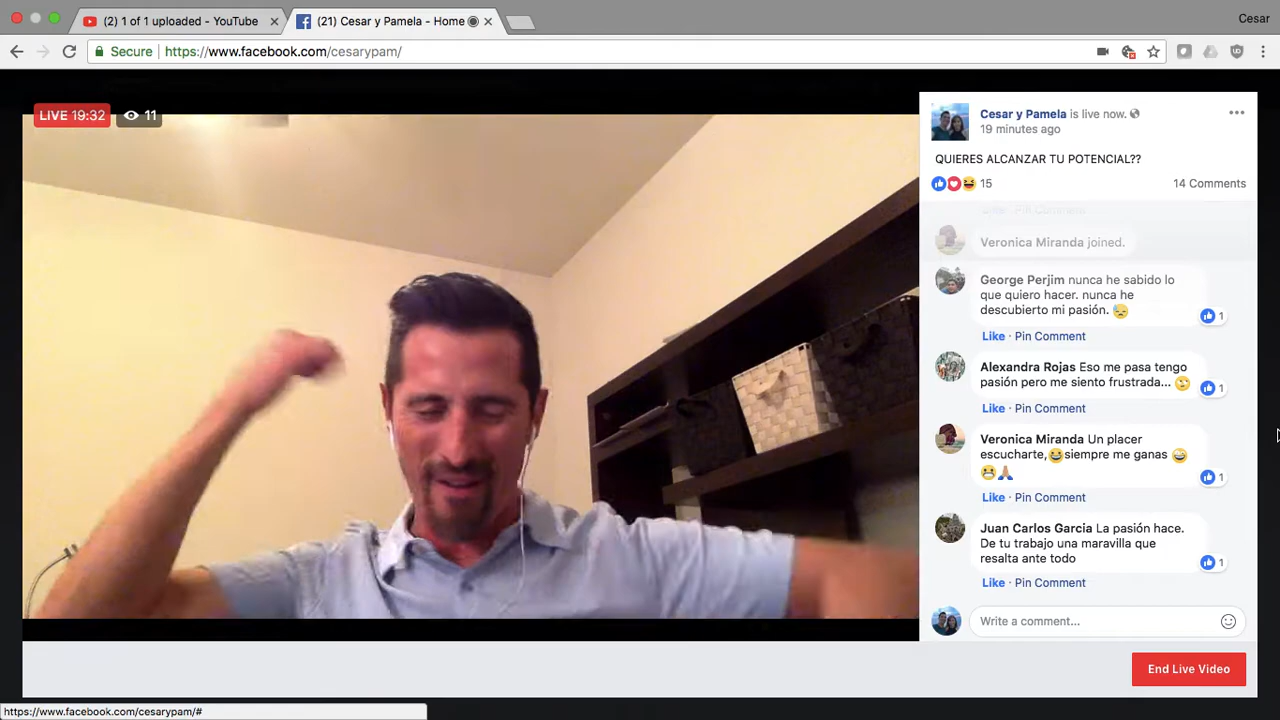 (2) 1 of 1 uploaded - YouTube
(21) Cesar y Pamela - Home
Cesar
Secure
https://www.facebook.com/cesarypam/
LIVE 19:32
11
Cesar y Pamela is live now.
19 minutes ago
QUIERES ALCANZAR TU POTENCIAL??
15
14 Comments
Like · Pin Comment
Veronica Miranda joined.
George Perjim nunca he sabido lo
que quiero hacer. nunca he
descubierto mi pasión. 😓
1
Like · Pin Comment
Alexandra Rojas Eso me pasa tengo
pasión pero me siento frustrada... 🙄
1
Like · Pin Comment
Veronica Miranda Un placer
escucharte,😂siempre me ganas 😜
😬🙏🏽
1
Like · Pin Comment
Juan Carlos Garcia La pasión hace.
De tu trabajo una maravilla que
resalta ante todo
1
Like · Pin Comment
Write a comment...
End Live Video
https://www.facebook.com/cesarypam/#